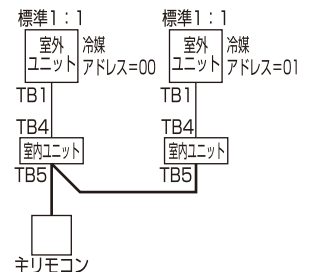 標準1：1
室外
ユニット
冷媒
アドレス=00
TB1
TB4
室内ユニット
TB5
主リモコン
標準1：1
室外
ユニット
冷媒
アドレス=01
TB1
TB4
室内ユニット
TB5